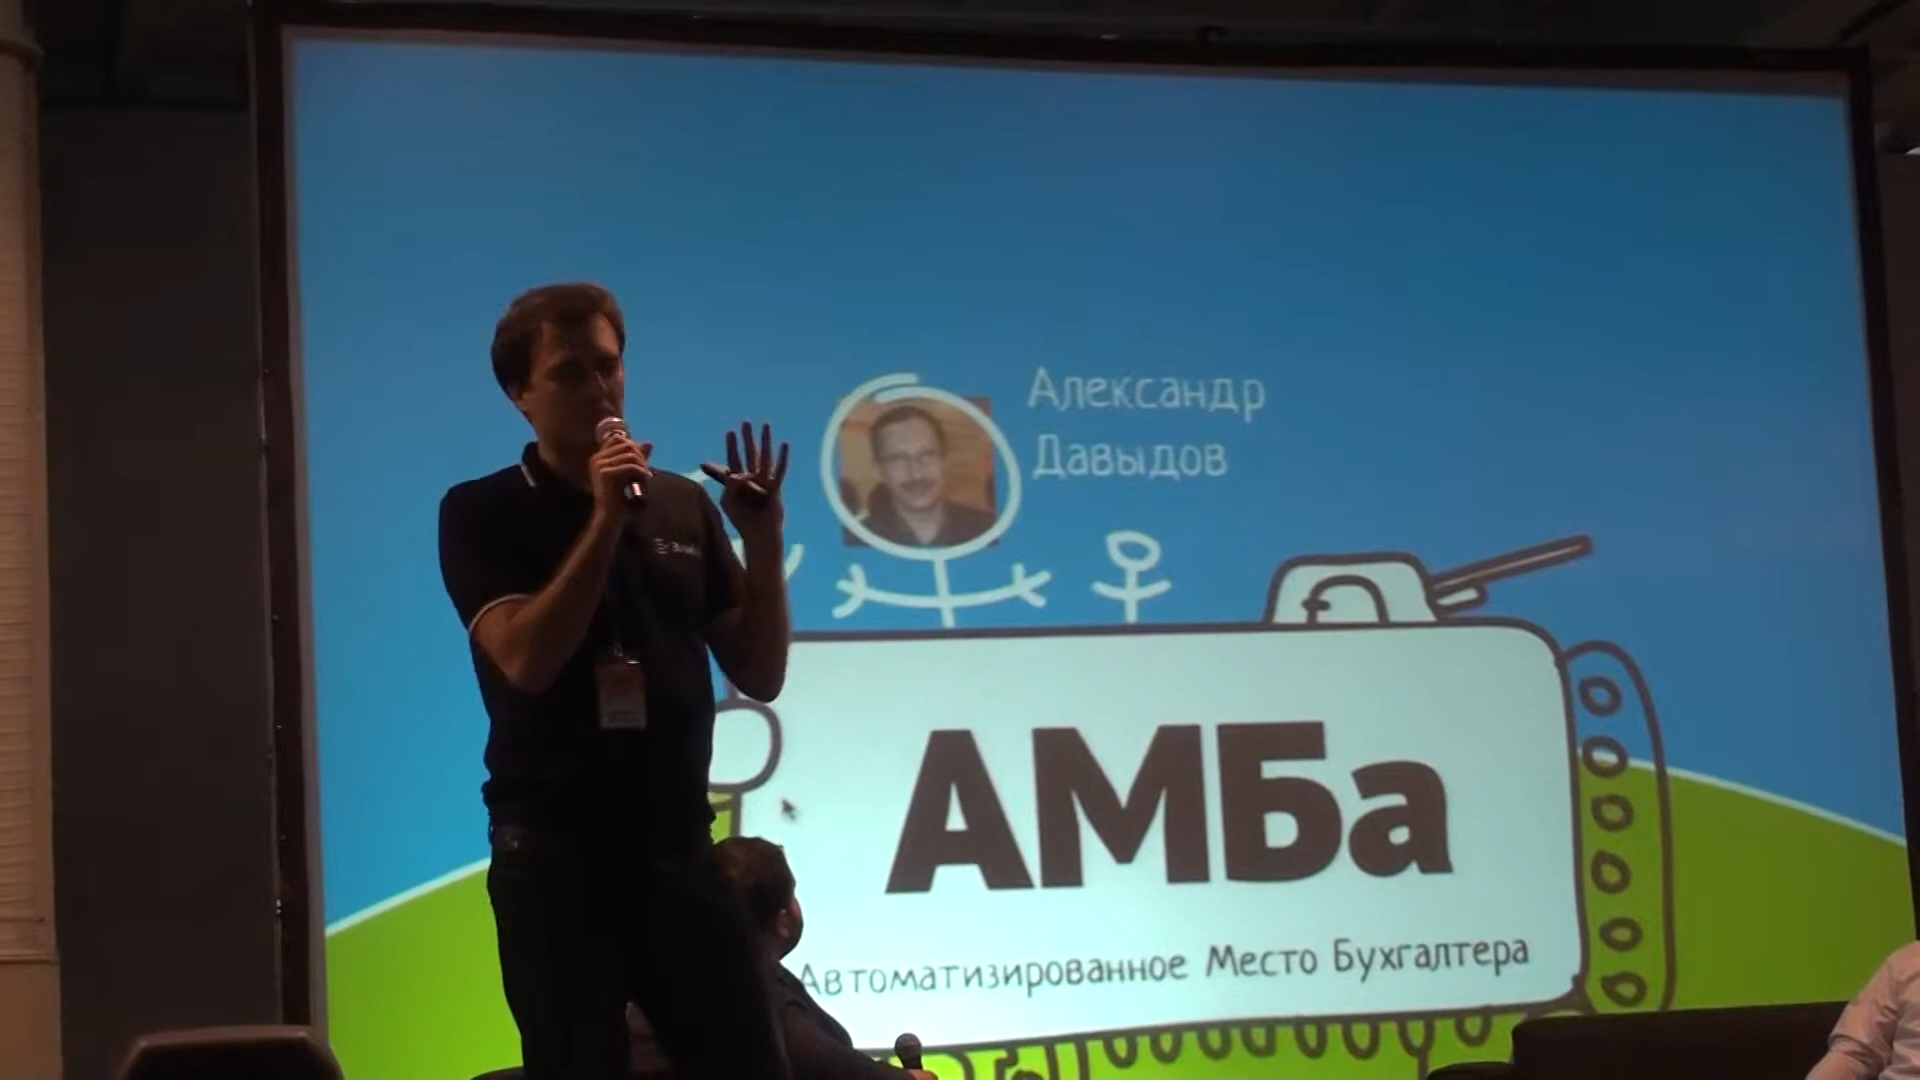 Александр
Давыдов
АМБа
Автоматизированное Место Бухгалтера